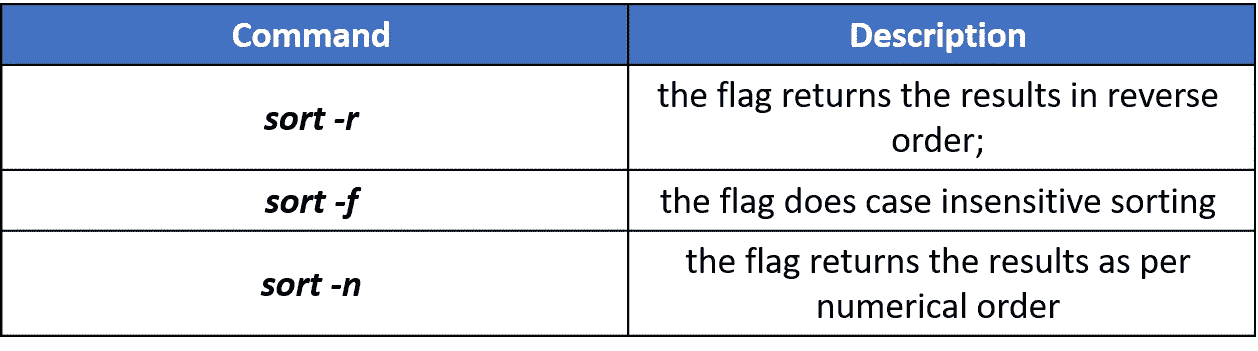 Command
Description
sort -r
the flag returns the results in reverse
order;
sort -f
the flag does case insensitive sorting
sort -n
the flag returns the results as per
numerical order